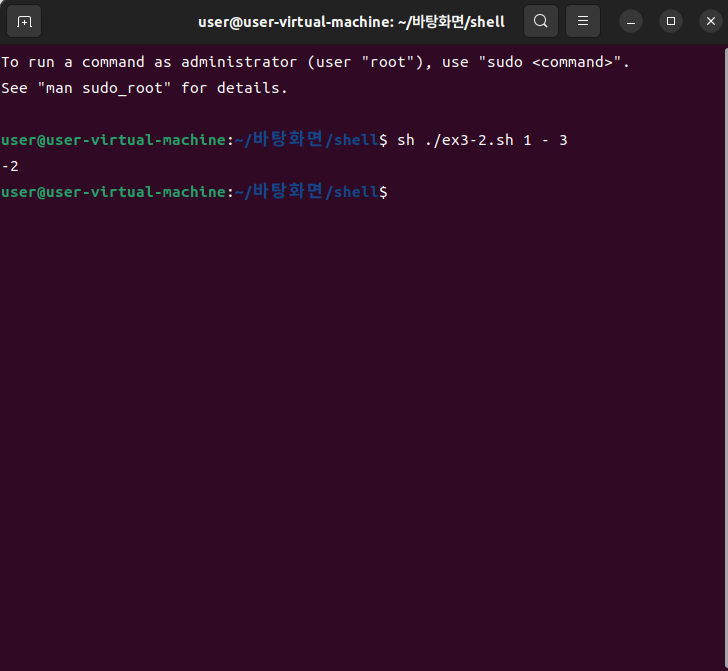 user@user-virtual-machine: ~/바탕화면/shell
To run a command as administrator (user "root"), use "sudo <command>".
See "man sudo_root" for details.
user@user-virtual-machine:~/바탕화면/shell$ sh ./ex3-2.sh 1 - 3
-2
user@user-virtual-machine:~/바탕화면/shell$